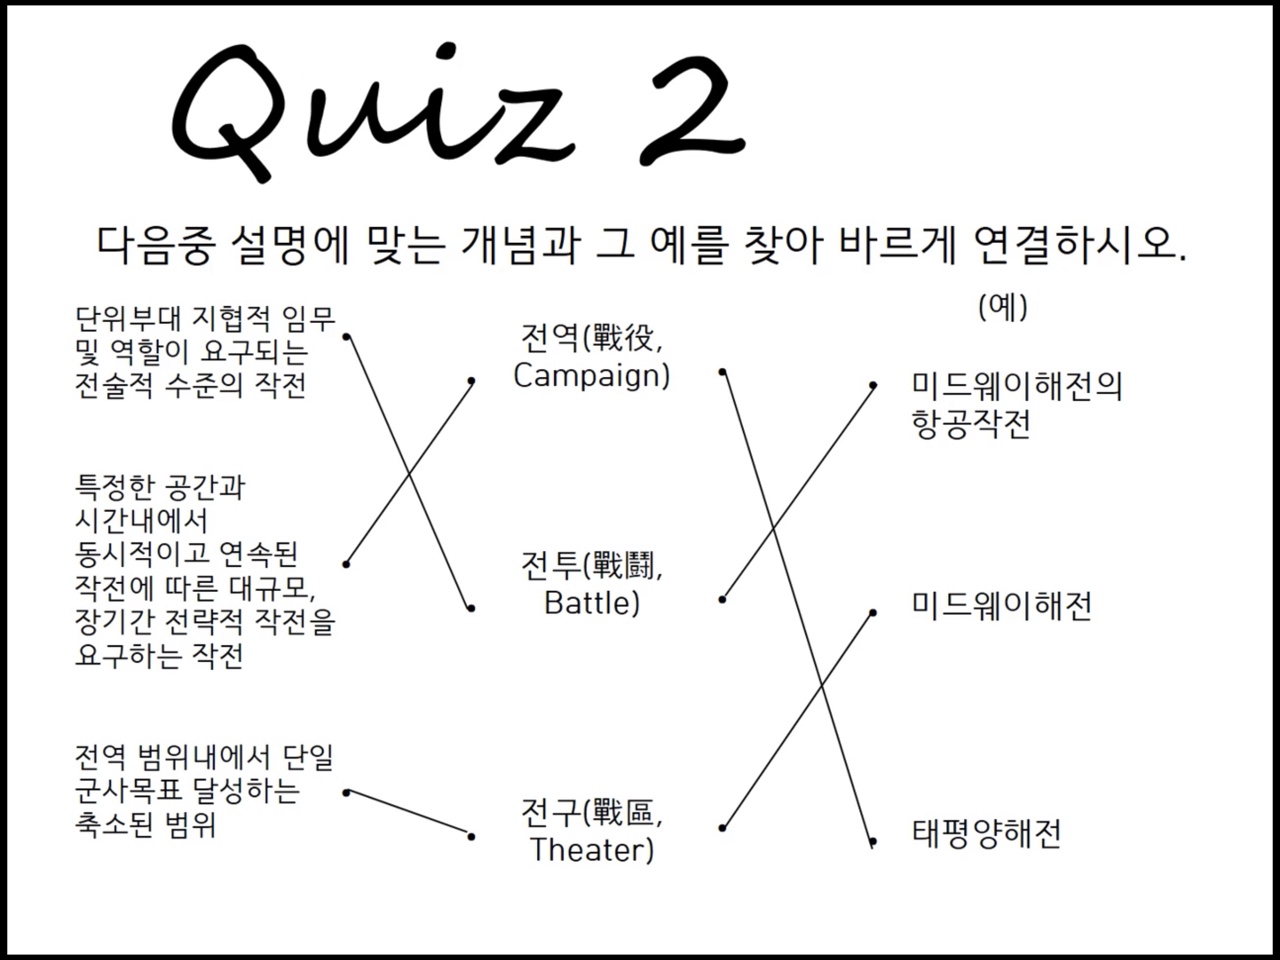 Quiz 2
다음중 설명에 맞는 개념과 그 예를 찾아 바르게 연결하시오.
(예)
단위부대 지협적 임무
및 역할이 요구되는
전술적 수준의 작전
특정한 공간과
시간내에서
동시적이고 연속된
작전에 따른 대규모,
장기간 전략적 작전을
요구하는 작전
전역 범위내에서 단일
군사목표 달성하는
축소된 범위
전역(戰役,
Campaign)
전투(戰鬪,
Battle)
전구(戰區,
Theater)
미드웨이해전의
항공작전
미드웨이해전
태평양해전